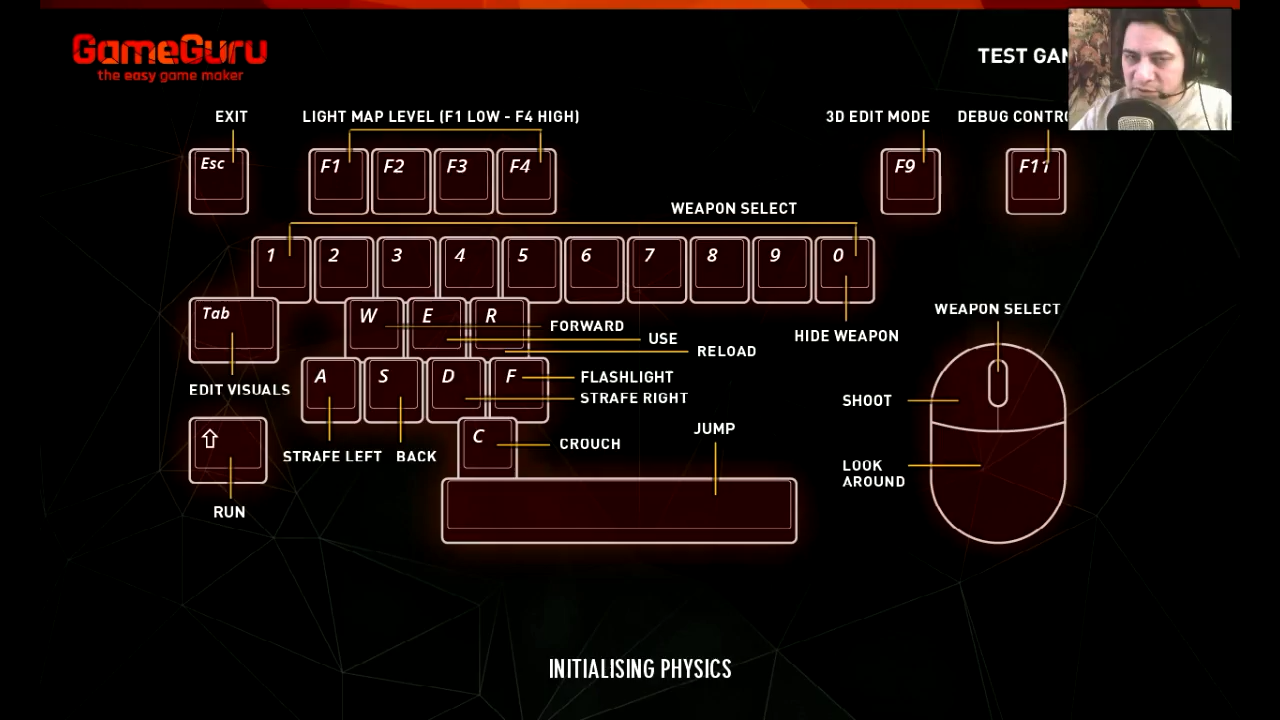 GameGuru
the easy game maker
TEST GAM
EXIT
LIGHT MAP LEVEL (F1 LOW - F4 HIGH)
3D EDIT MODE
DEBUG CONTRO
Esc
F1
F2
F3
F4
F9
F11
WEAPON SELECT
1
2
3
4
5
6
7
8
9
0
Tab
W
E
R
FORWARD
USE
RELOAD
HIDE WEAPON
WEAPON SELECT
EDIT VISUALS
A
S
D
F
FLASHLIGHT
STRAFE RIGHT
SHOOT
C
CROUCH
JUMP
STRAFE LEFT
BACK
LOOK
AROUND
RUN
INITIALISING PHYSICS